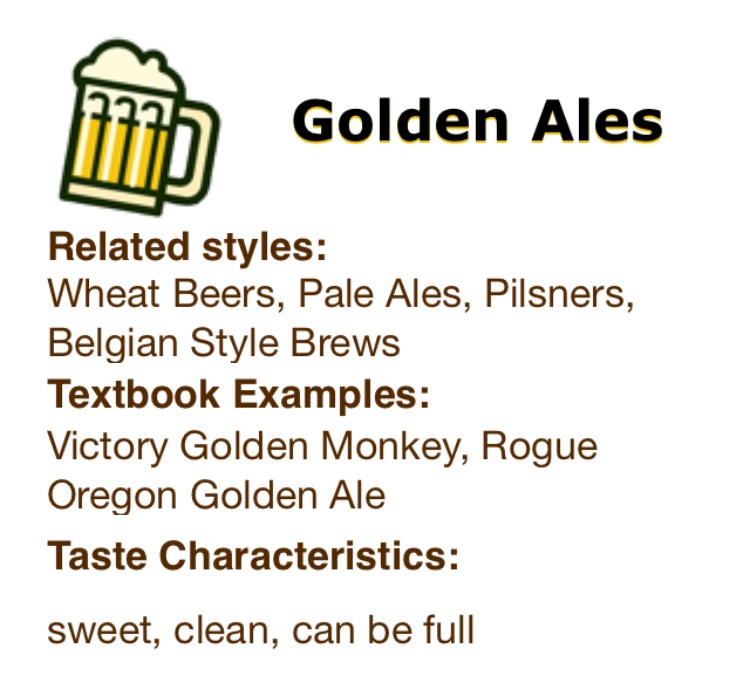 Golden Ales
Related styles:
Wheat Beers, Pale Ales, Pilsners,
Belgian Style Brews
Textbook Examples:
Victory Golden Monkey, Rogue
Oregon Golden Ale
Taste Characteristics:
sweet, clean, can be full